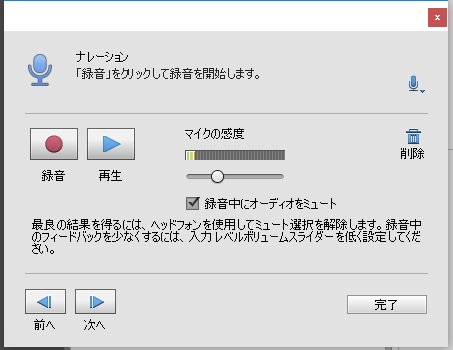 ナレーション
「録音」をクリックして録音を開始します。
マイクの感度
録音 再生 削除
録音中にオーディオをミュート
最良の結果を得るには、ヘッドフォンを使用してミュート選択を解除します。録音中
のフィードバックを少なくするには、入力レベルボリュームスライダーを低く設定してくだ
さい。
前へ 次へ 完了